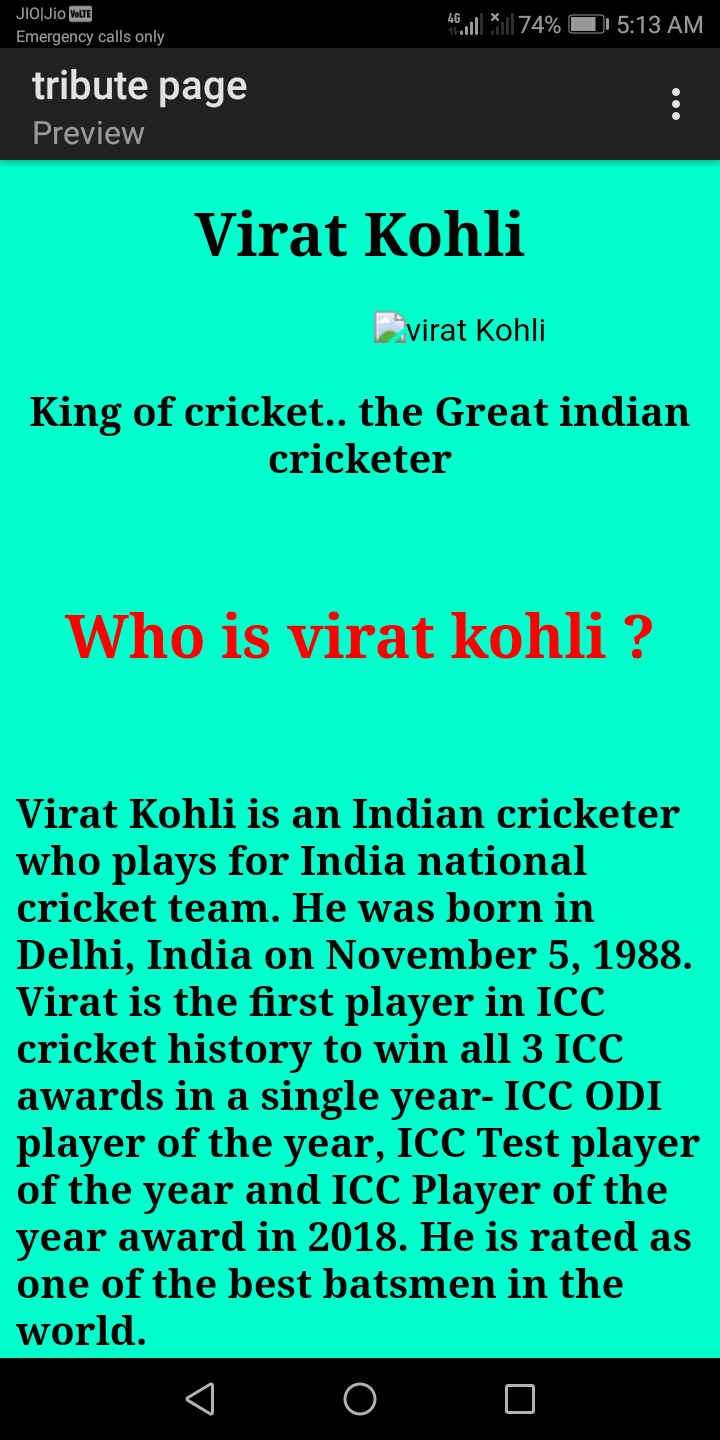 JIO|Jio VoLTE
Emergency calls only
4G 74% 5:13 AM
tribute page
Preview
Virat Kohli
virat Kohli
King of cricket.. the Great indian
cricketer
Who is virat kohli ?
Virat Kohli is an Indian cricketer
who plays for India national
cricket team. He was born in
Delhi, India on November 5, 1988.
Virat is the first player in ICC
cricket history to win all 3 ICC
awards in a single year- ICC ODI
player of the year, ICC Test player
of the year and ICC Player of the
year award in 2018. He is rated as
one of the best batsmen in the
world.